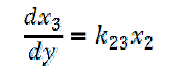 dx₃/dy = k₂₃x₂